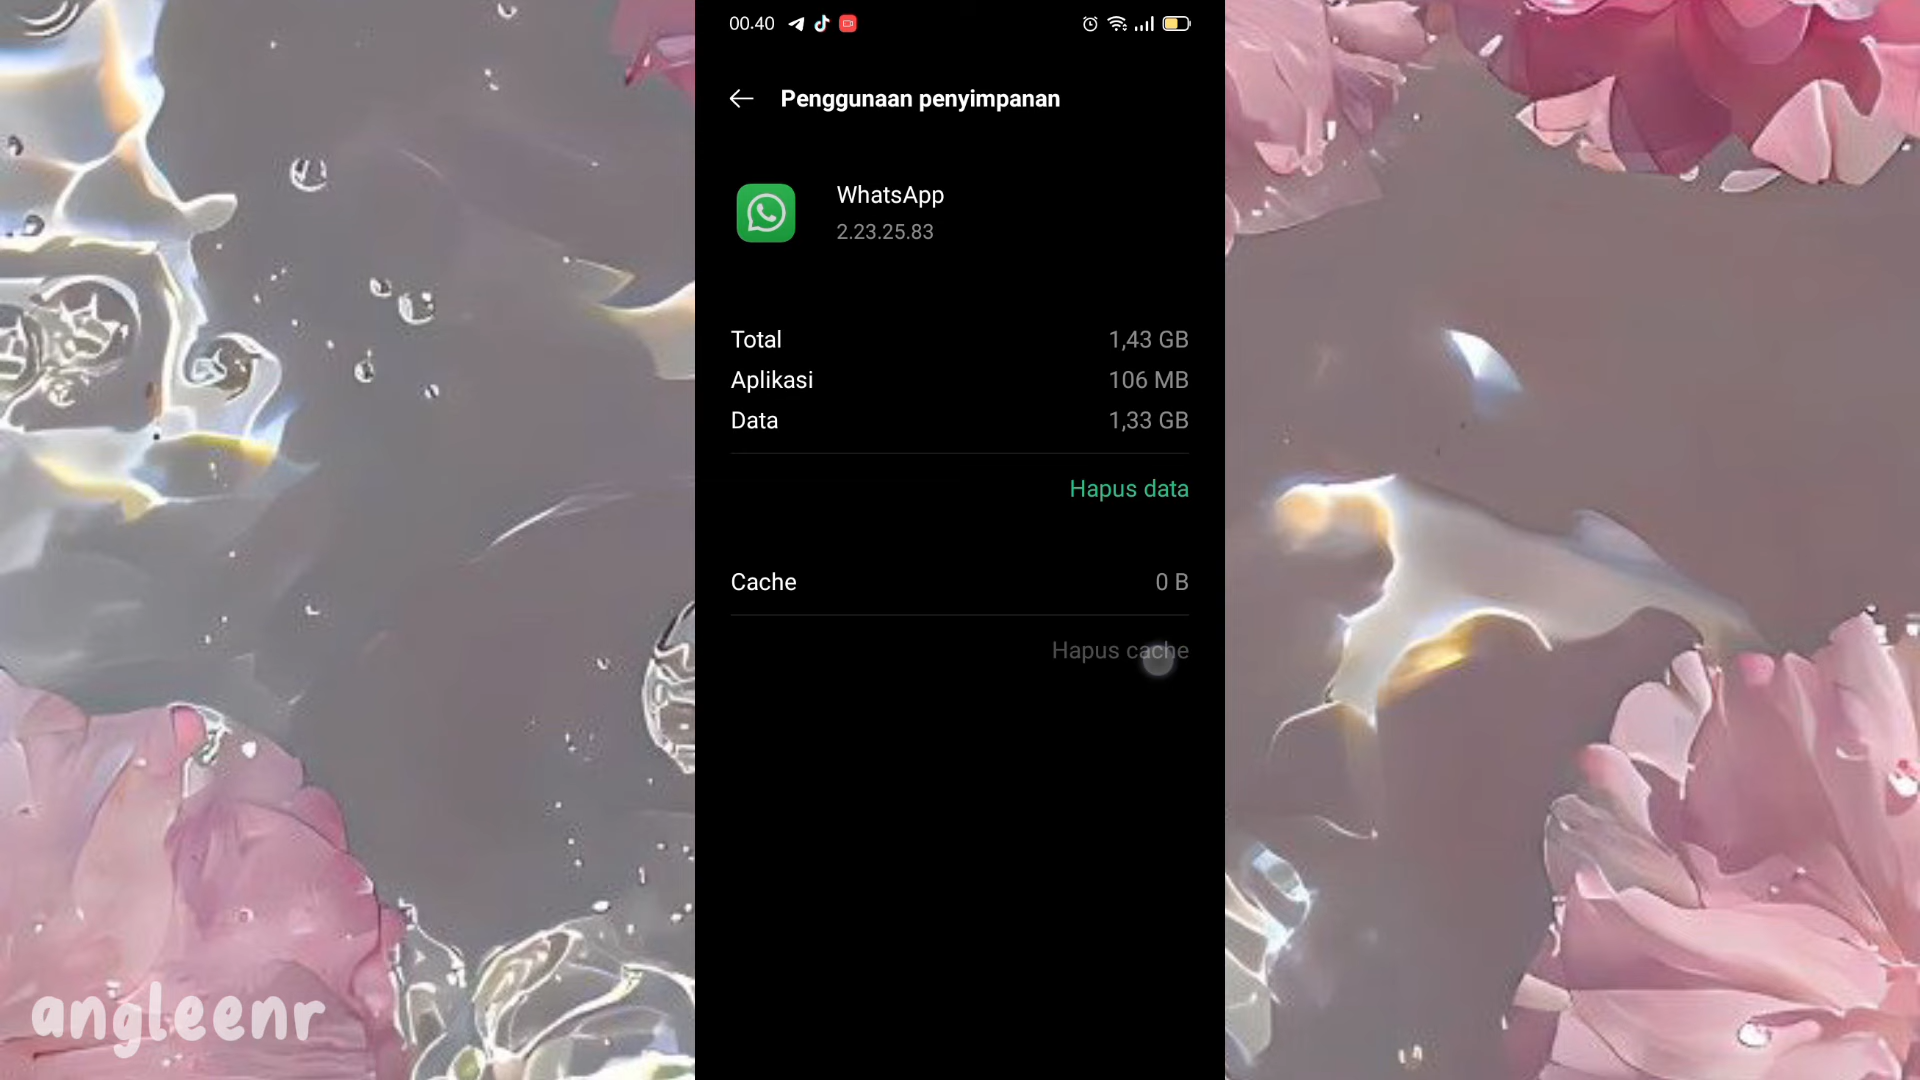 00.40
Penggunaan penyimpanan
WhatsApp
2.23.25.83
Total 1,43 GB
Aplikasi 106 MB
Data 1,33 GB
Hapus data
Cache 0 B
Hapus cache
angleenr